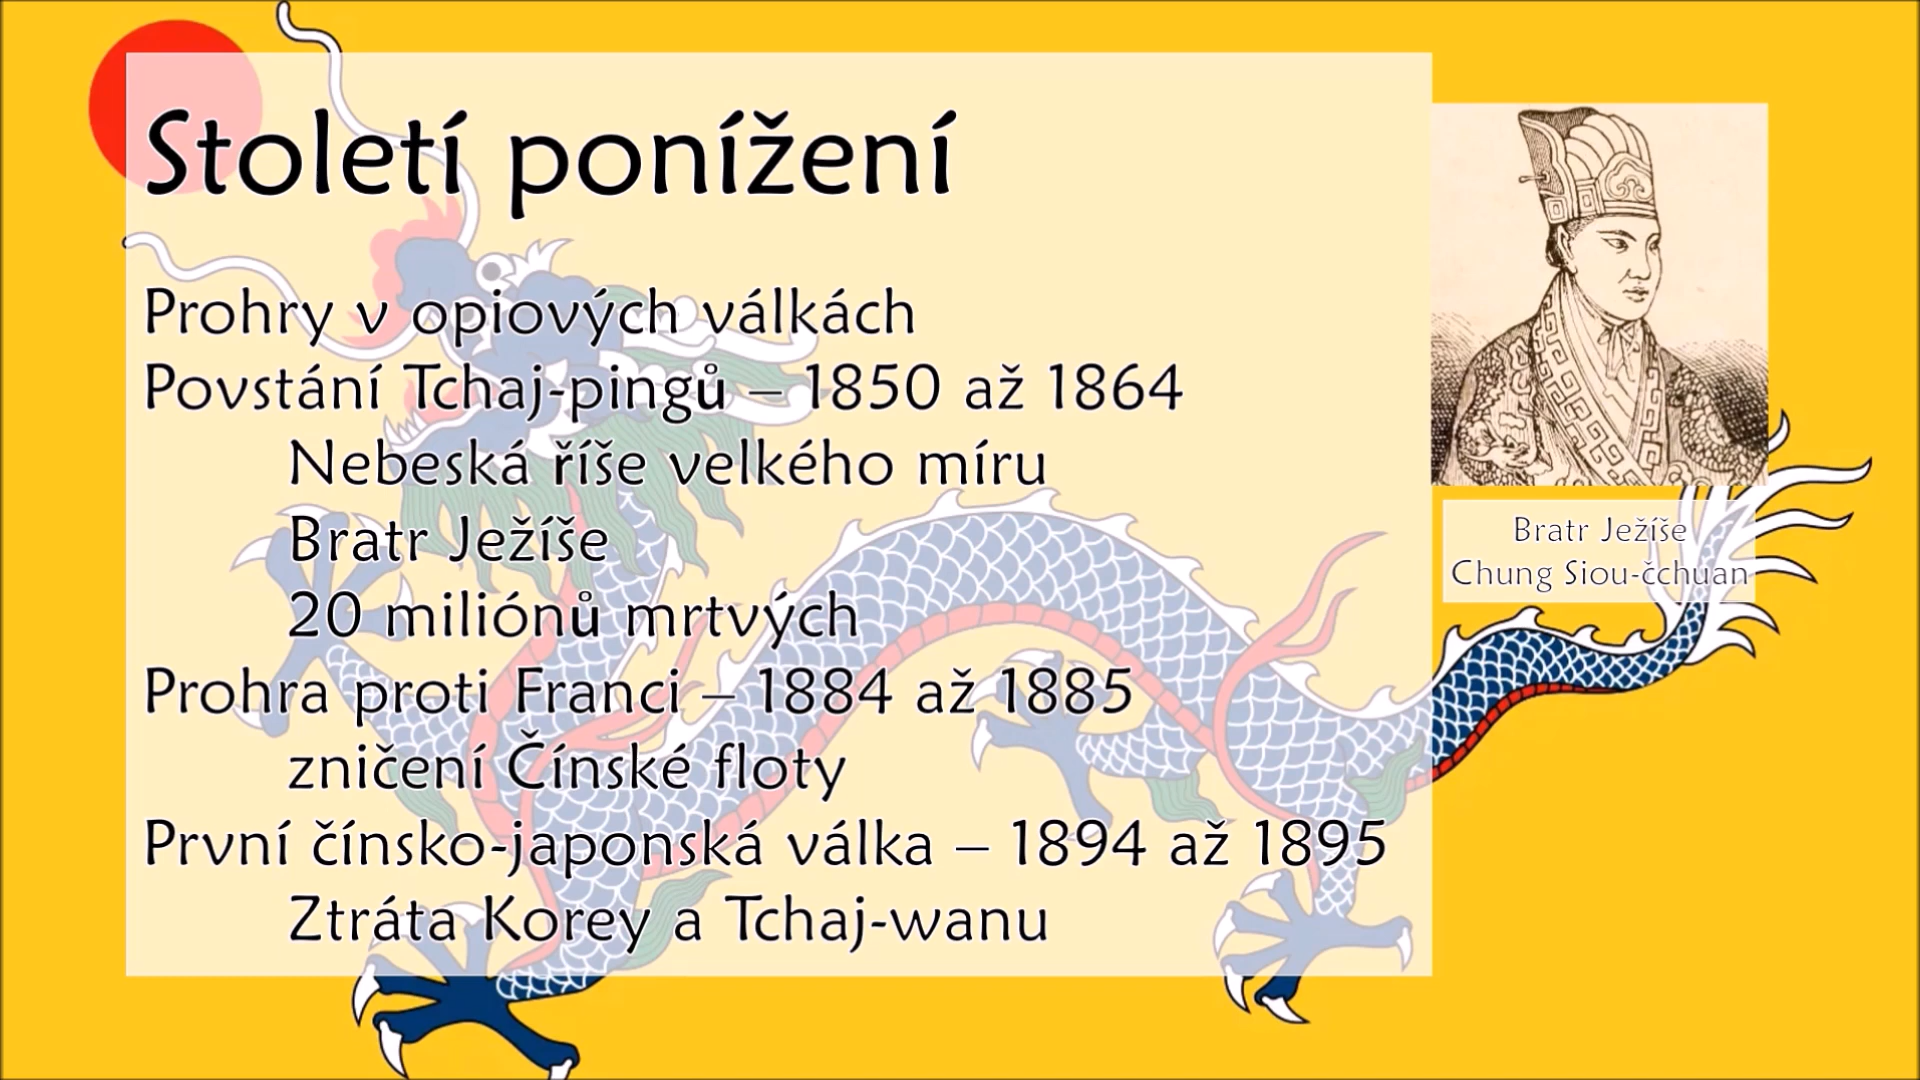 Století ponížení
Prohry v opiových válkách
Povstání Tchaj-pingů – 1850 až 1864
Nebeská říše velkého míru
Bratr Ježíše
20 miliónů mrtvých
Prohra proti Franci – 1884 až 1885
zničení Čínské floty
První čínsko-japonská válka – 1894 až 1895
Ztráta Korey a Tchaj-wanu
Bratr Ježíše
Chung Siou-čchuan